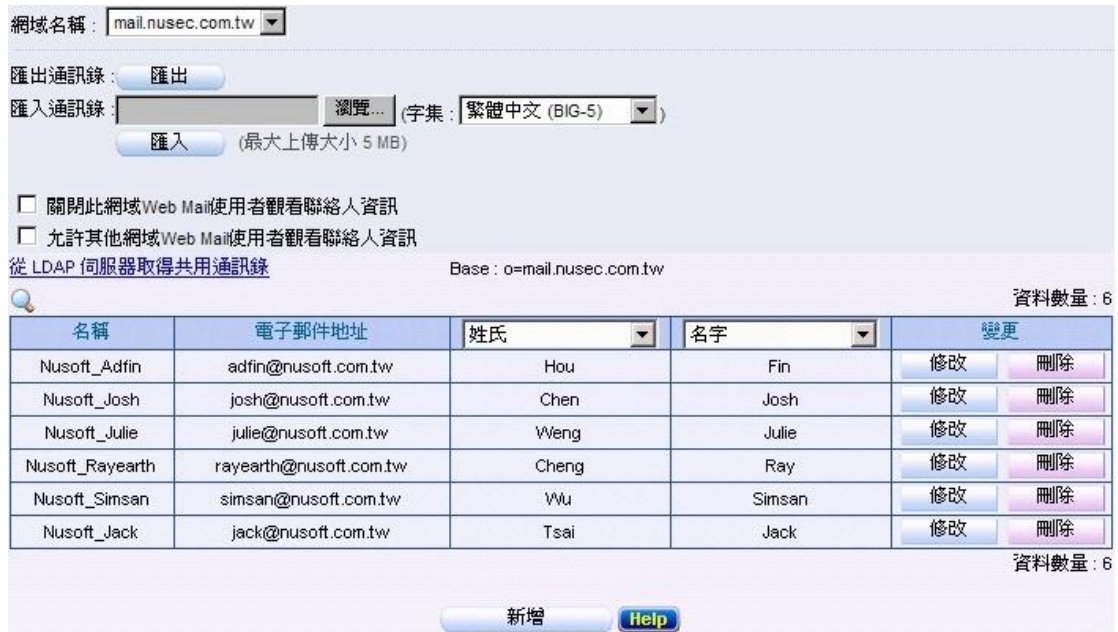 網域名稱 : mail.nusec.com.tw
匯出通訊錄 : 匯出
匯入通訊錄 : 瀏覽... (字集 : 繁體中文 (BIG-5) )
匯入 (最大上傳大小 5 MB)
關閉此網域Web Mail使用者觀看聯絡人資訊
允許其他網域Web Mail使用者觀看聯絡人資訊
從 LDAP 伺服器取得共用通訊錄 Base : o=mail.nusec.com.tw
資料數量 : 6
名稱 電子郵件地址 姓氏 名字 變更
Nusoft_Adfin adfin@nusoft.com.tw Hou Fin 修改 刪除
Nusoft_Josh josh@nusoft.com.tw Chen Josh 修改 刪除
Nusoft_Julie julie@nusoft.com.tw Weng Julie 修改 刪除
Nusoft_Rayearth rayearth@nusoft.com.tw Cheng Ray 修改 刪除
Nusoft_Simsan simsan@nusoft.com.tw Wu Simsan 修改 刪除
Nusoft_Jack jack@nusoft.com.tw Tsai Jack 修改 刪除
資料數量 : 6
新增 Help